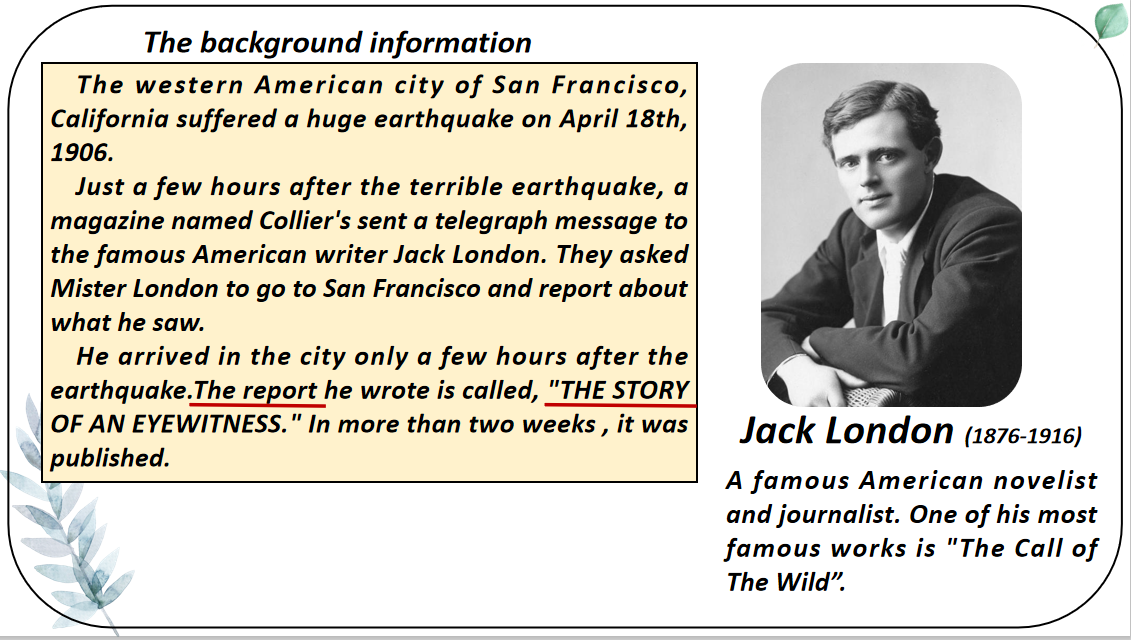 The background information
The western American city of San Francisco,
California suffered a huge earthquake on April 18th,
1906.
Just a few hours after the terrible earthquake, a
magazine named Collier's sent a telegraph message to
the famous American writer Jack London. They asked
Mister London to go to San Francisco and report about
what he saw.
He arrived in the city only a few hours after the
earthquake.The report he wrote is called, "THE STORY
OF AN EYEWITNESS." In more than two weeks , it was
published.
Jack London (1876-1916)
A famous American novelist
and journalist. One of his most
famous works is "The Call of
The Wild”.